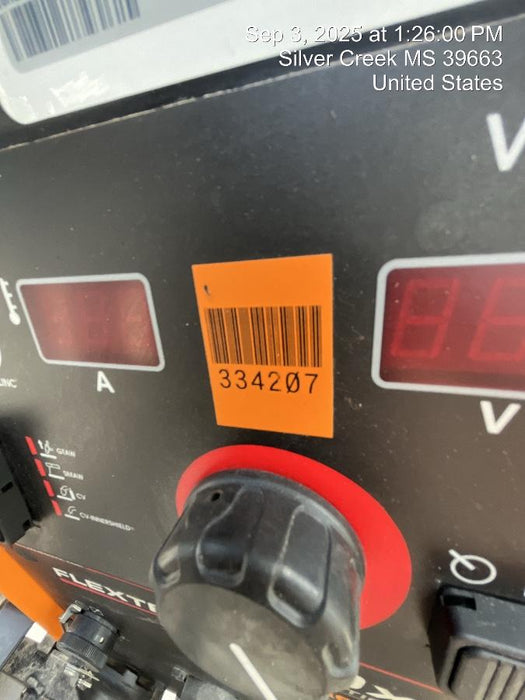 Sep 3, 2025 at 1:26:00 PM
Silver Creek MS 39663
United States
V
334207
A
V
GTAW
SMAW
CV
CV-INNERSHIELD